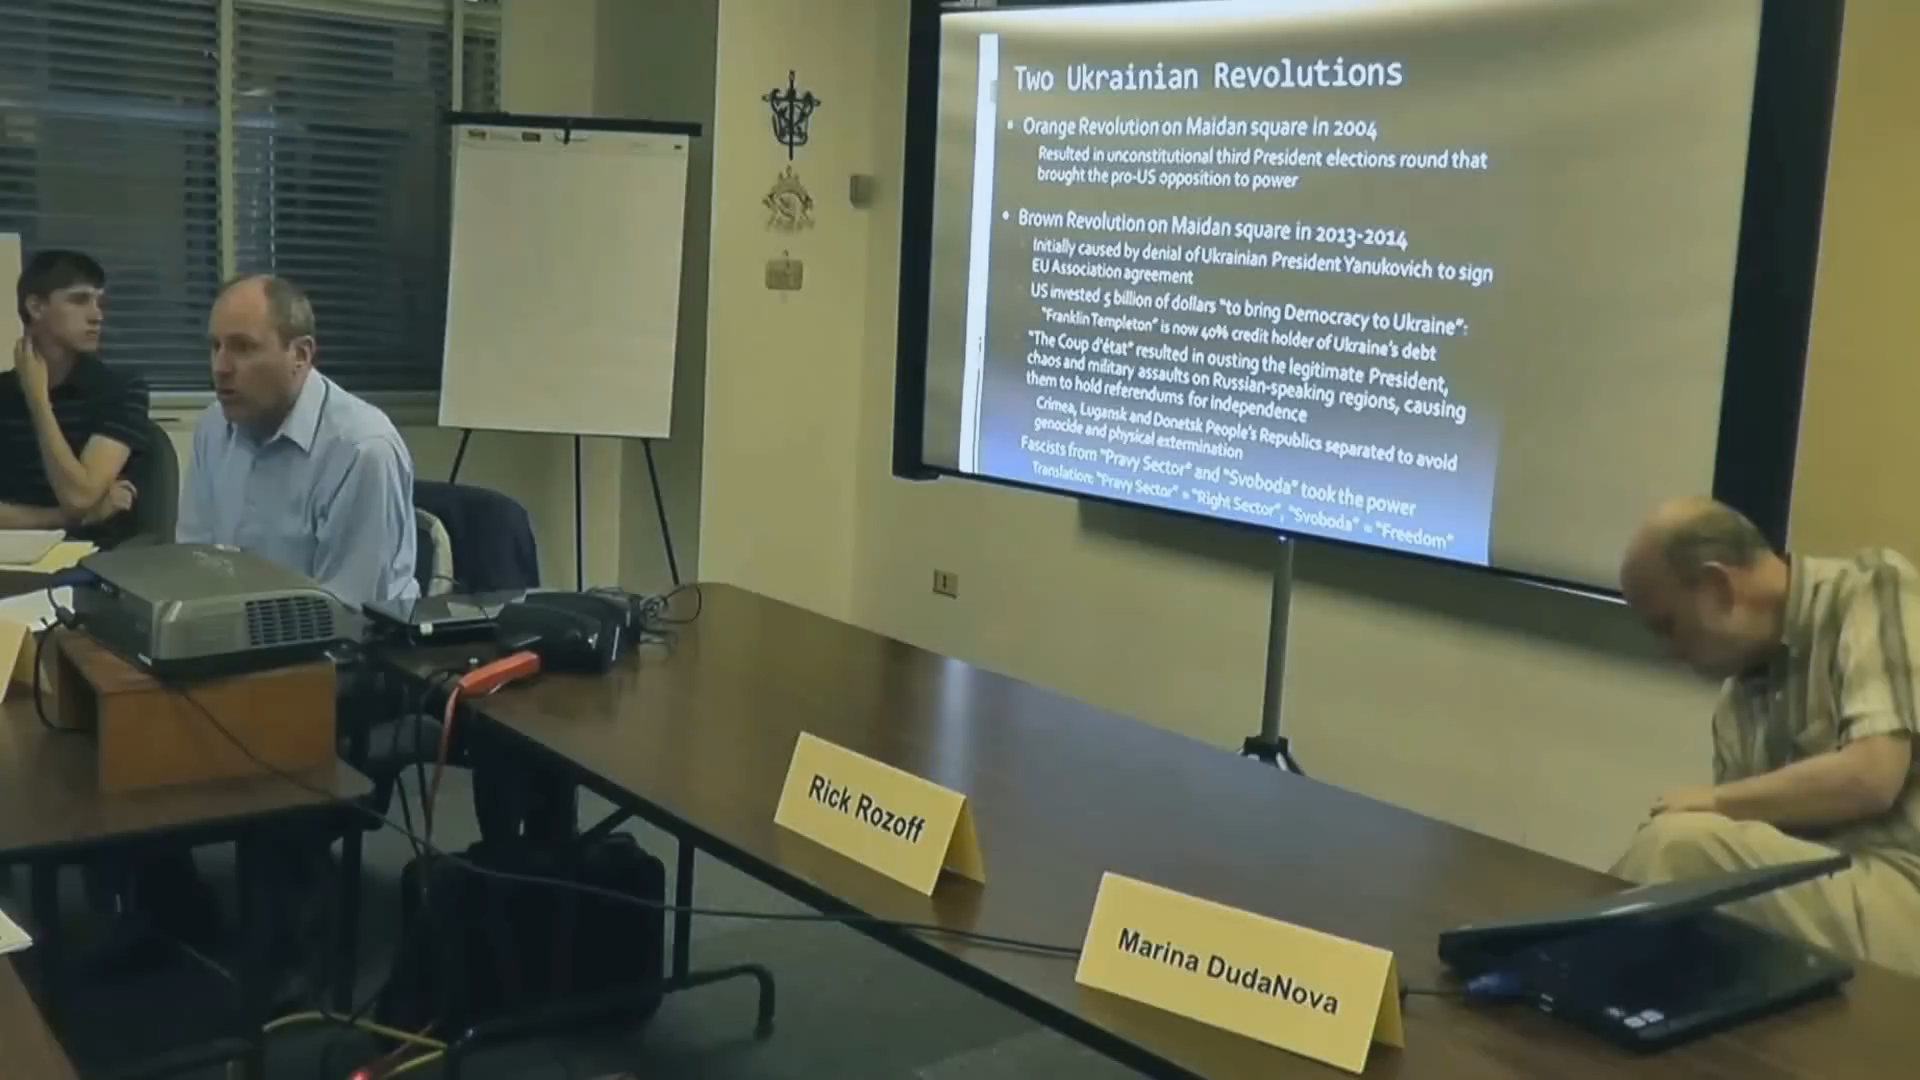 Two Ukrainian Revolutions
• Orange Revolution on Maidan square in 2004
Resulted in unconstitutional third President elections round that
brought the pro-US opposition to power
• Brown Revolution on Maidan square in 2013-2014
Initially caused by denial of Ukrainian President Yanukovich to sign
EU Association agreement
US invested 5 billion of dollars "to bring Democracy to Ukraine":
"Franklin Templeton" is now 40% credit holder of Ukraine's debt
"The Coup d'état" resulted in ousting the legitimate President,
chaos and military assaults on Russian-speaking regions, causing
them to hold referendums for independence
Crimea, Lugansk and Donetsk People's Republics separated to avoid
genocide and physical extermination
Fascists from "Pravy Sector" and "Svoboda" took the power
Translation: "Pravy Sector" = "Right Sector", "Svoboda" = "Freedom"
Rick Rozoff
Marina DudaNova